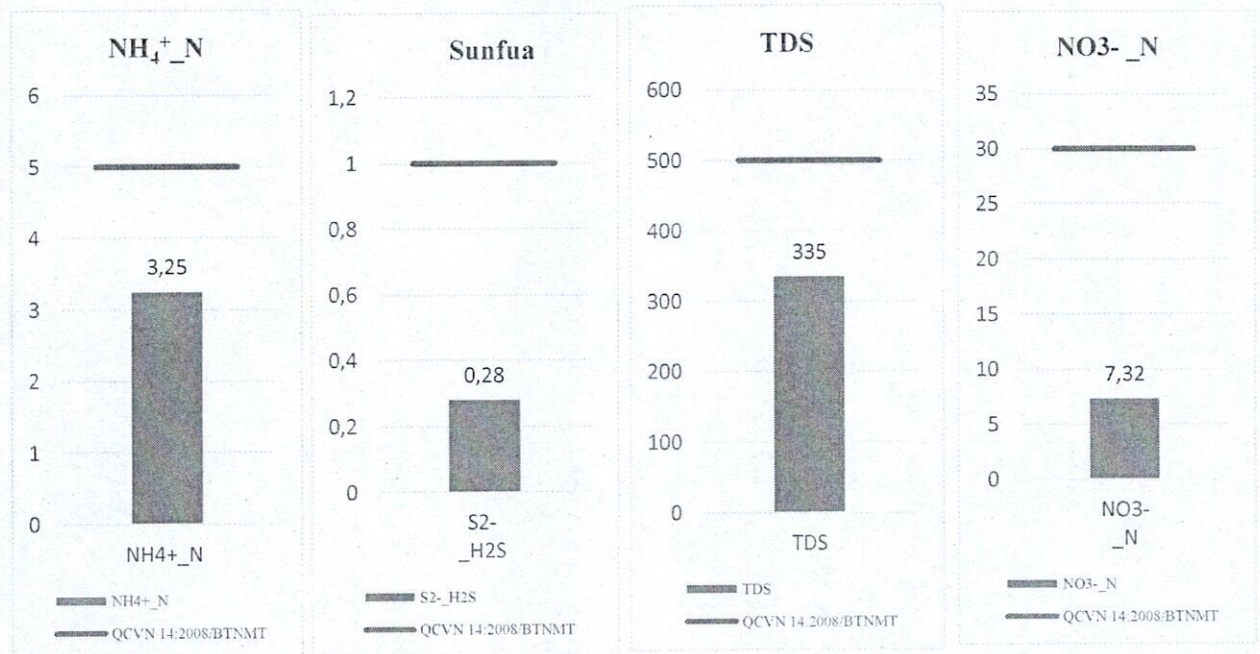 NH₄⁺_N
6
5
4
3
2
1
0
3,25
NH4+_N
NH4+_N
QCVN 14:2008/BTNMT
Sunfua
1,2
1
0,8
0,6
0,4
0,2
0
0,28
S2-
_H2S
S2-_H2S
QCVN 14:2008/BTNMT
TDS
600
500
400
300
200
100
0
335
TDS
TDS
QCVN 14:2008/BTNMT
NO3- _N
35
30
25
20
15
10
5
0
7,32
NO3-
_N
NO3-_N
QCVN 14:2008/BTNMT